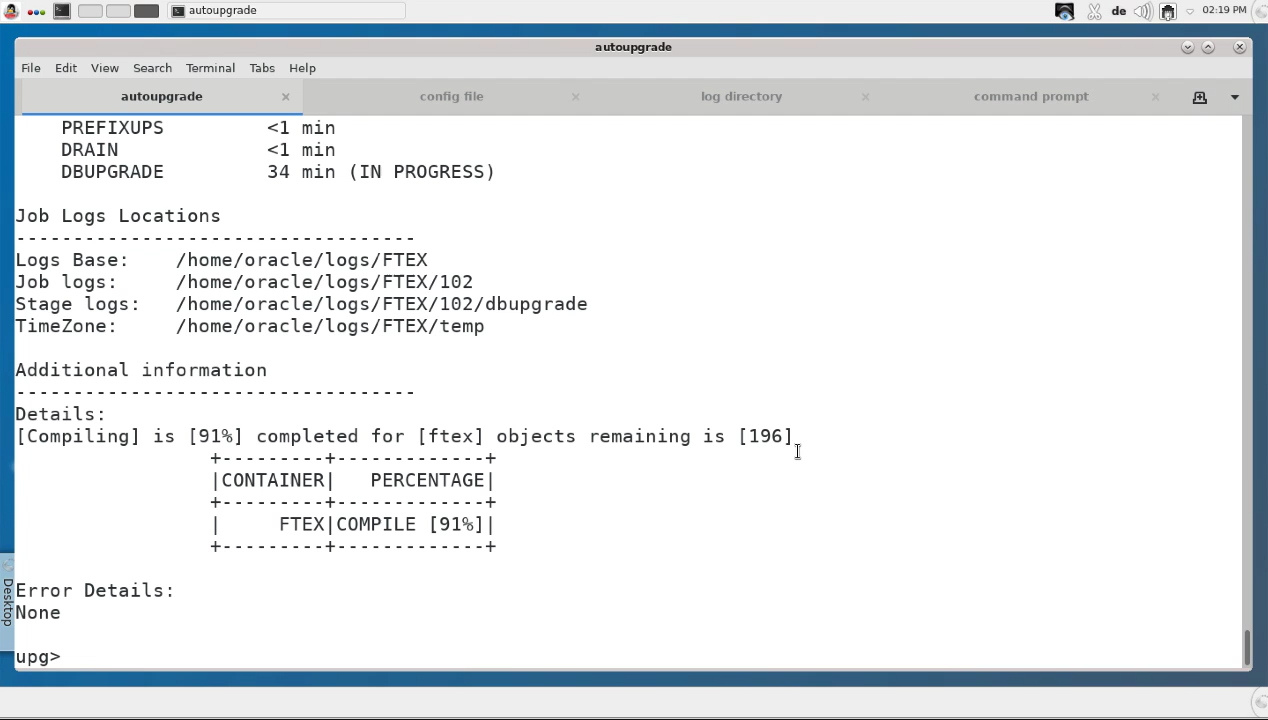 autoupgrade
de
02:19 PM
autoupgrade
File Edit View Search Terminal Tabs Help
autoupgrade × config file × log directory × command prompt ×
PREFIXUPS <1 min
DRAIN <1 min
DBUPGRADE 34 min (IN PROGRESS)
Job Logs Locations
-----------------------------------
Logs Base: /home/oracle/logs/FTEX
Job logs: /home/oracle/logs/FTEX/102
Stage logs: /home/oracle/logs/FTEX/102/dbupgrade
TimeZone: /home/oracle/logs/FTEX/temp
Additional information
-----------------------------------
Details:
[Compiling] is [91%] completed for [ftex] objects remaining is [196]
+---------+-------------+
|CONTAINER|   PERCENTAGE|
+---------+-------------+
|     FTEX|COMPILE [91%]|
+---------+-------------+
Error Details:
None
upg>
Desktop